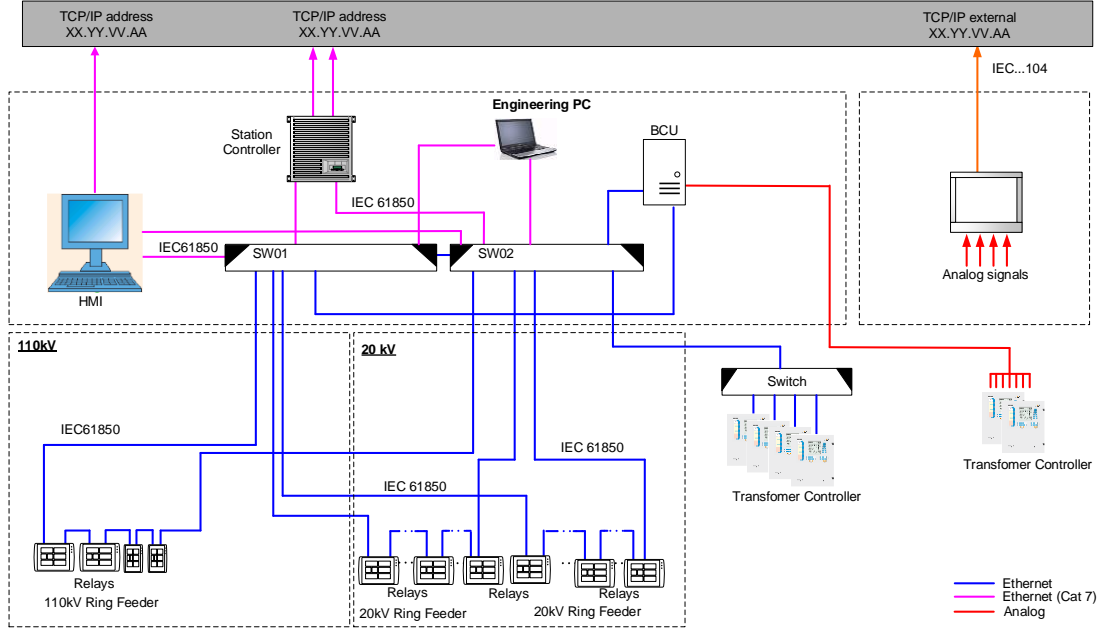 TCP/IP address
XX.YY.VV.AA
TCP/IP address
XX.YY.VV.AA
TCP/IP external
XX.YY.VV.AA
IEC...104
Engineering PC
Station
Controller
BCU
IEC 61850
IEC61850
SW01
SW02
HMI
Analog signals
110kV
20 kV
Switch
IEC61850
IEC 61850
IEC 61850
Transfomer Controller
Transfomer Controller
Relays
110kV Ring Feeder
Relays
Relays
Relays
20kV Ring Feeder
20kV Ring Feeder
Ethernet
Ethernet (Cat 7)
Analog